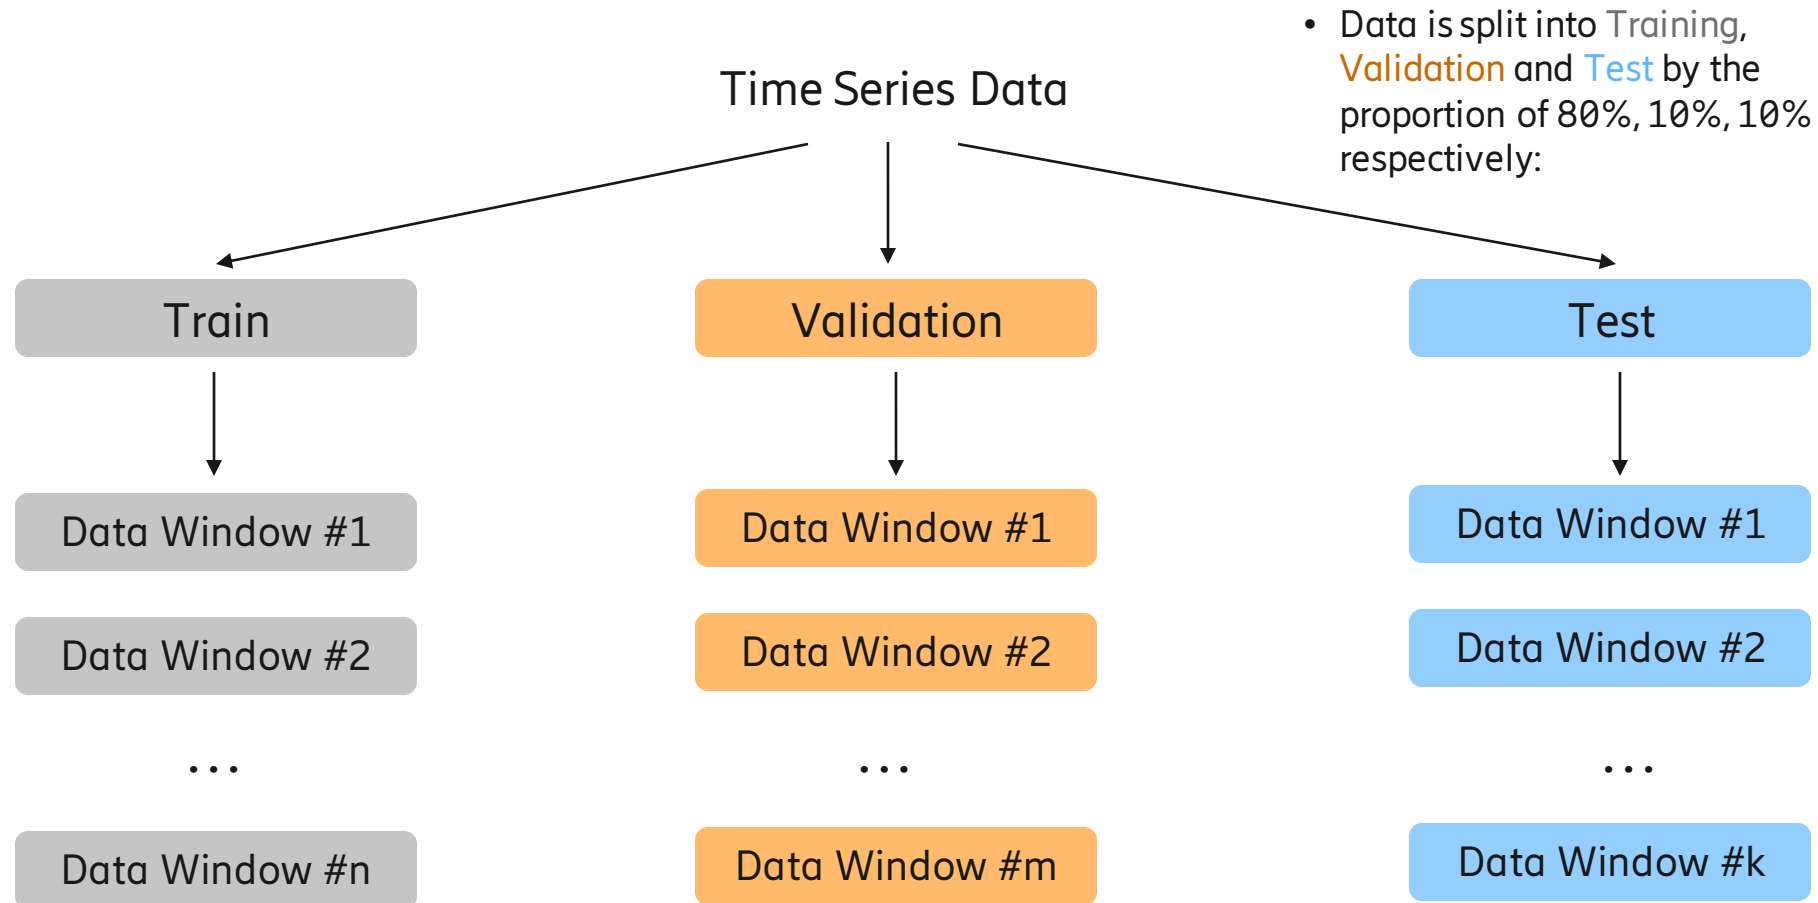 • Data is split into Training,
Validation and Test by the
proportion of 80%, 10%, 10%
respectively:
Time Series Data
Train
Validation
Test
Data Window #1
Data Window #1
Data Window #1
Data Window #2
Data Window #2
Data Window #2
...
...
...
Data Window #n
Data Window #m
Data Window #k